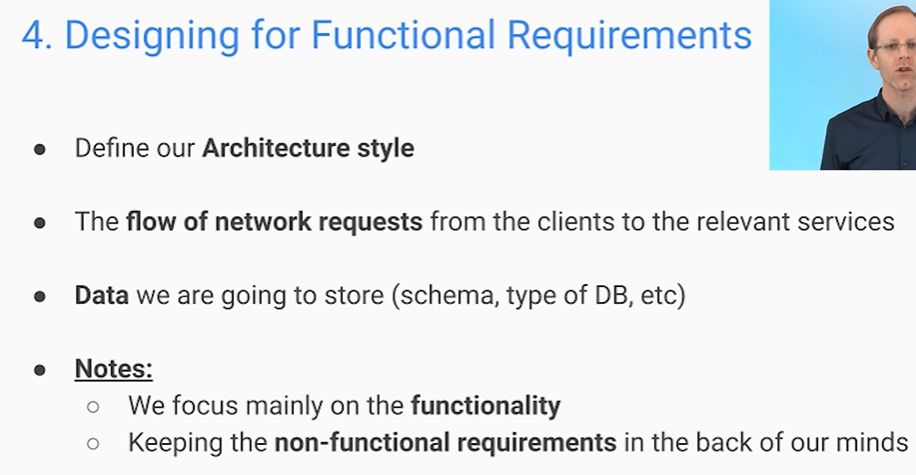 4. Designing for Functional Requirements
● Define our Architecture style
● The flow of network requests from the clients to the relevant services
● Data we are going to store (schema, type of DB, etc)
● Notes:
○ We focus mainly on the functionality
○ Keeping the non-functional requirements in the back of our minds